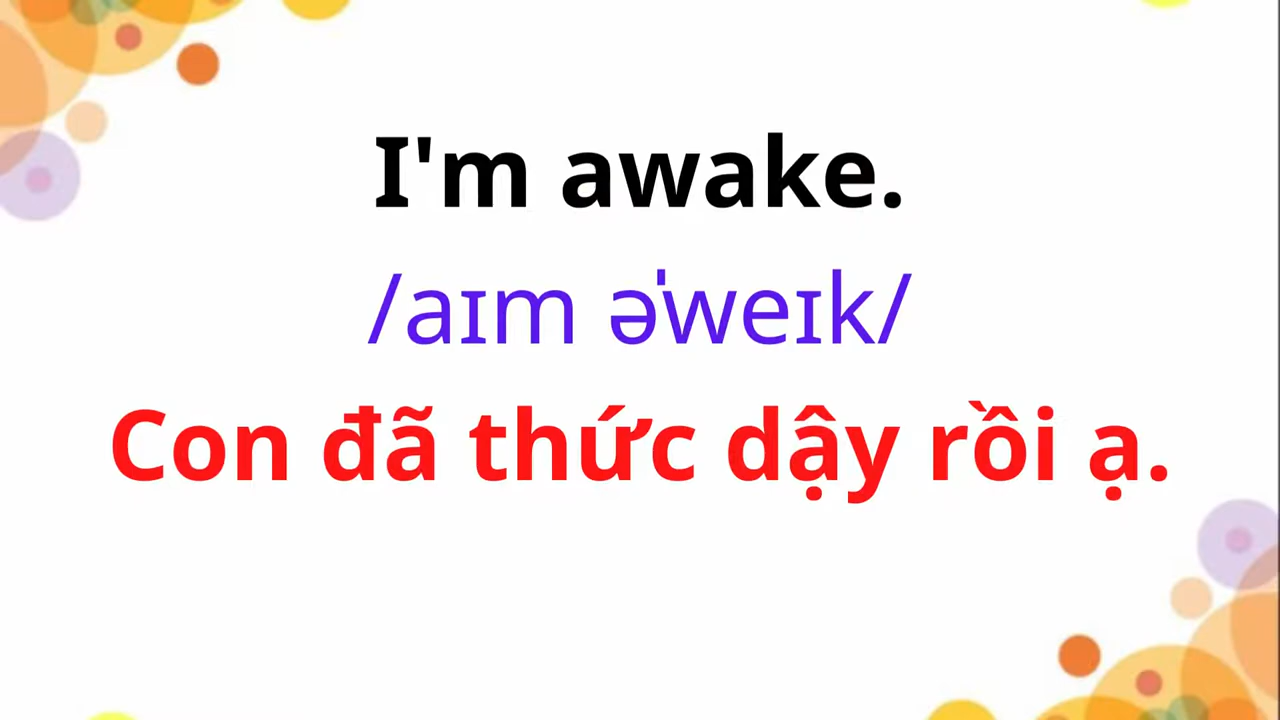 I'm awake.
/aɪm əˈweɪk/
Con đã thức dậy rồi ạ.